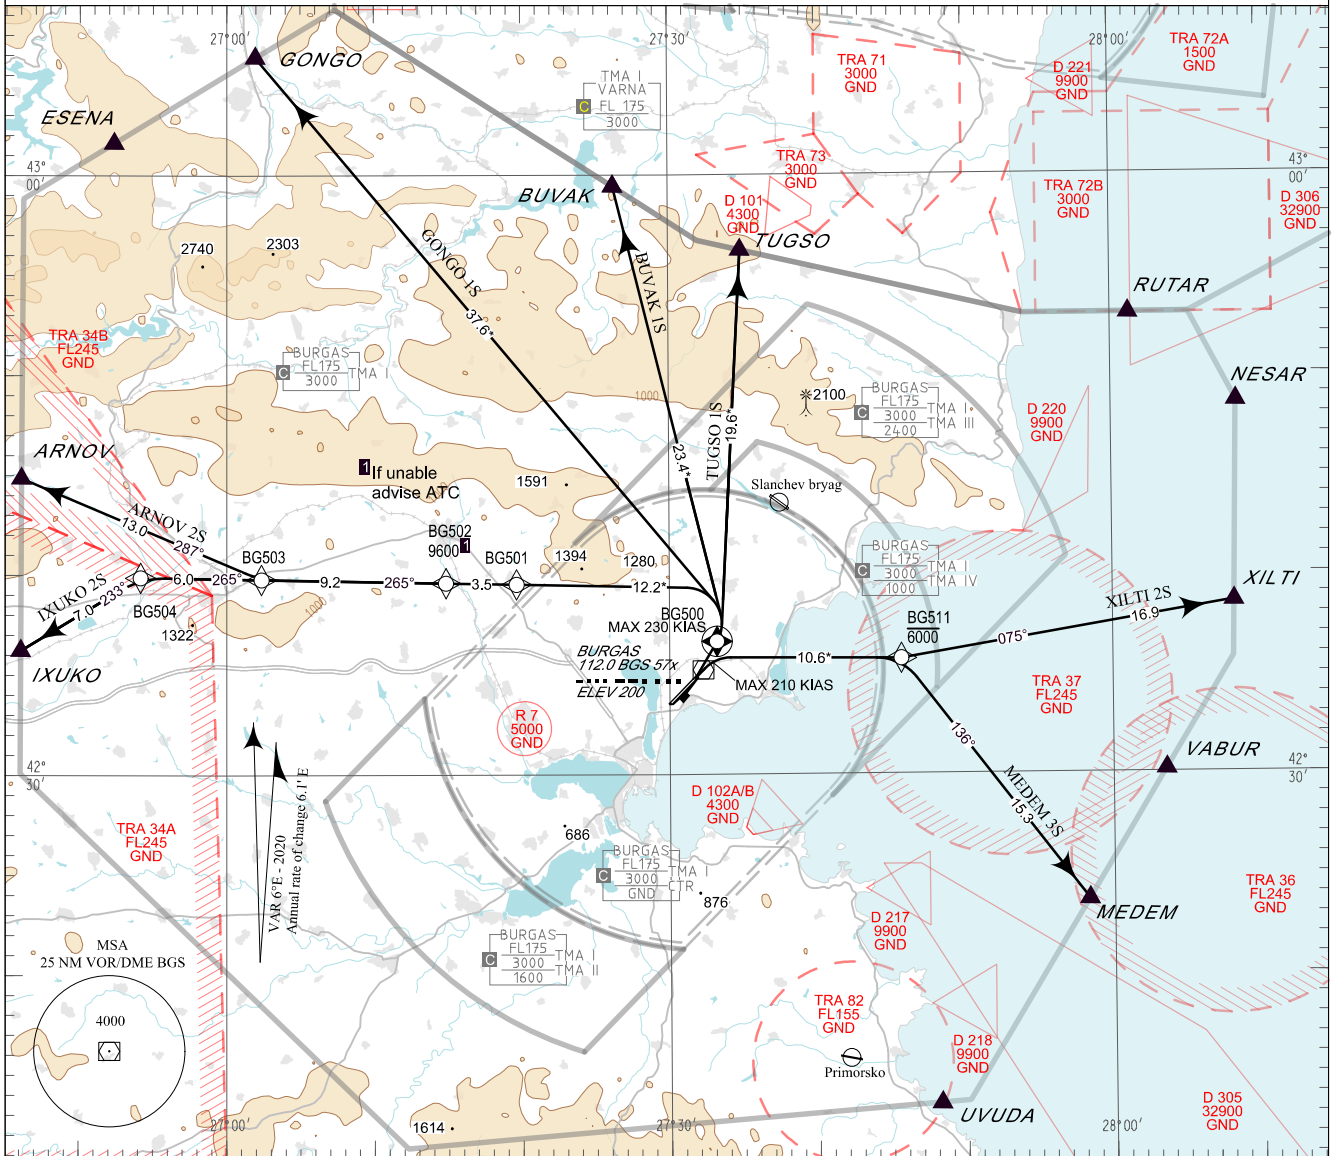 27°00'
27°30'
28°00'
GONGO
ESENA
TMA I
VARNA
C FL 175
3000
TRA 71
3000
GND
D 221
9900
GND
TRA 72A
1500
GND
43°
00'
43°
00'
BUVAK
TRA 73
3000
GND
D 101
4300
GND
TUGSO
TRA 72B
3000
GND
D 306
32900
GND
2740
2303
GONGO 1S
37.6*
BUVAK 1S
23.4*
TUGSO 1S
19.6*
RUTAR
NESAR
TRA 34B
FL245
GND
BURGAS
FL175
C 3000 TMA I
1000
2100
BURGAS
FL175
C 3000 TMA I
2400 TMA III
D 220
9900
GND
ARNOV
1 If unable
advise ATC
1591
Slanchev bryag
ARNOV 2S
13.0
287°
BG502
9600 1
BG503
BG501
1394
1280
BURGAS
FL175
C 3000 TMA I
1000 TMA IV
XILTI
XILTI 2S
16.9
075°
6.0
265°
9.2
265°
3.5
12.2*
IXUKO 2S
7.0
233°
BG504
1322
1000
BG500
MAX 230 KIAS
BG511
6000
IXUKO
BURGAS
112.0 BGS 57x
ELEV 200
10.6*
MAX 210 KIAS
TRA 37
FL245
GND
R 7
5000
GND
136°
MEDEM 3S
15.3
VABUR
42°
30'
42°
30'
VAR 6°E - 2020
Annual rate of change 6.1' E
TRA 34A
FL245
GND
D 102A/B
4300
GND
686
BURGAS
FL175
C 3000 TMA I
GND CTR
876
TRA 36
FL245
GND
MEDEM
D 217
9900
GND
BURGAS
FL175
C 3000 TMA I
1600 TMA II
MSA
25 NM VOR/DME BGS
4000
TRA 82
FL155
GND
Primorsko
D 218
9900
GND
UVUDA
D 305
32900
GND
1614
27°00'
27°30'
28°00'